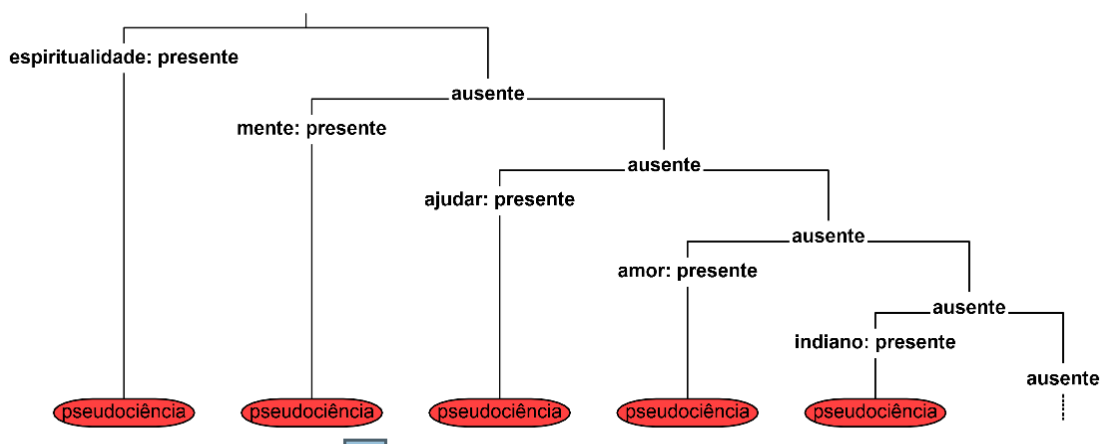 espiritualidade: presente
ausente
mente: presente
ausente
ajudar: presente
ausente
amor: presente
ausente
indiano: presente
ausente
pseudociência
pseudociência
pseudociência
pseudociência
pseudociência